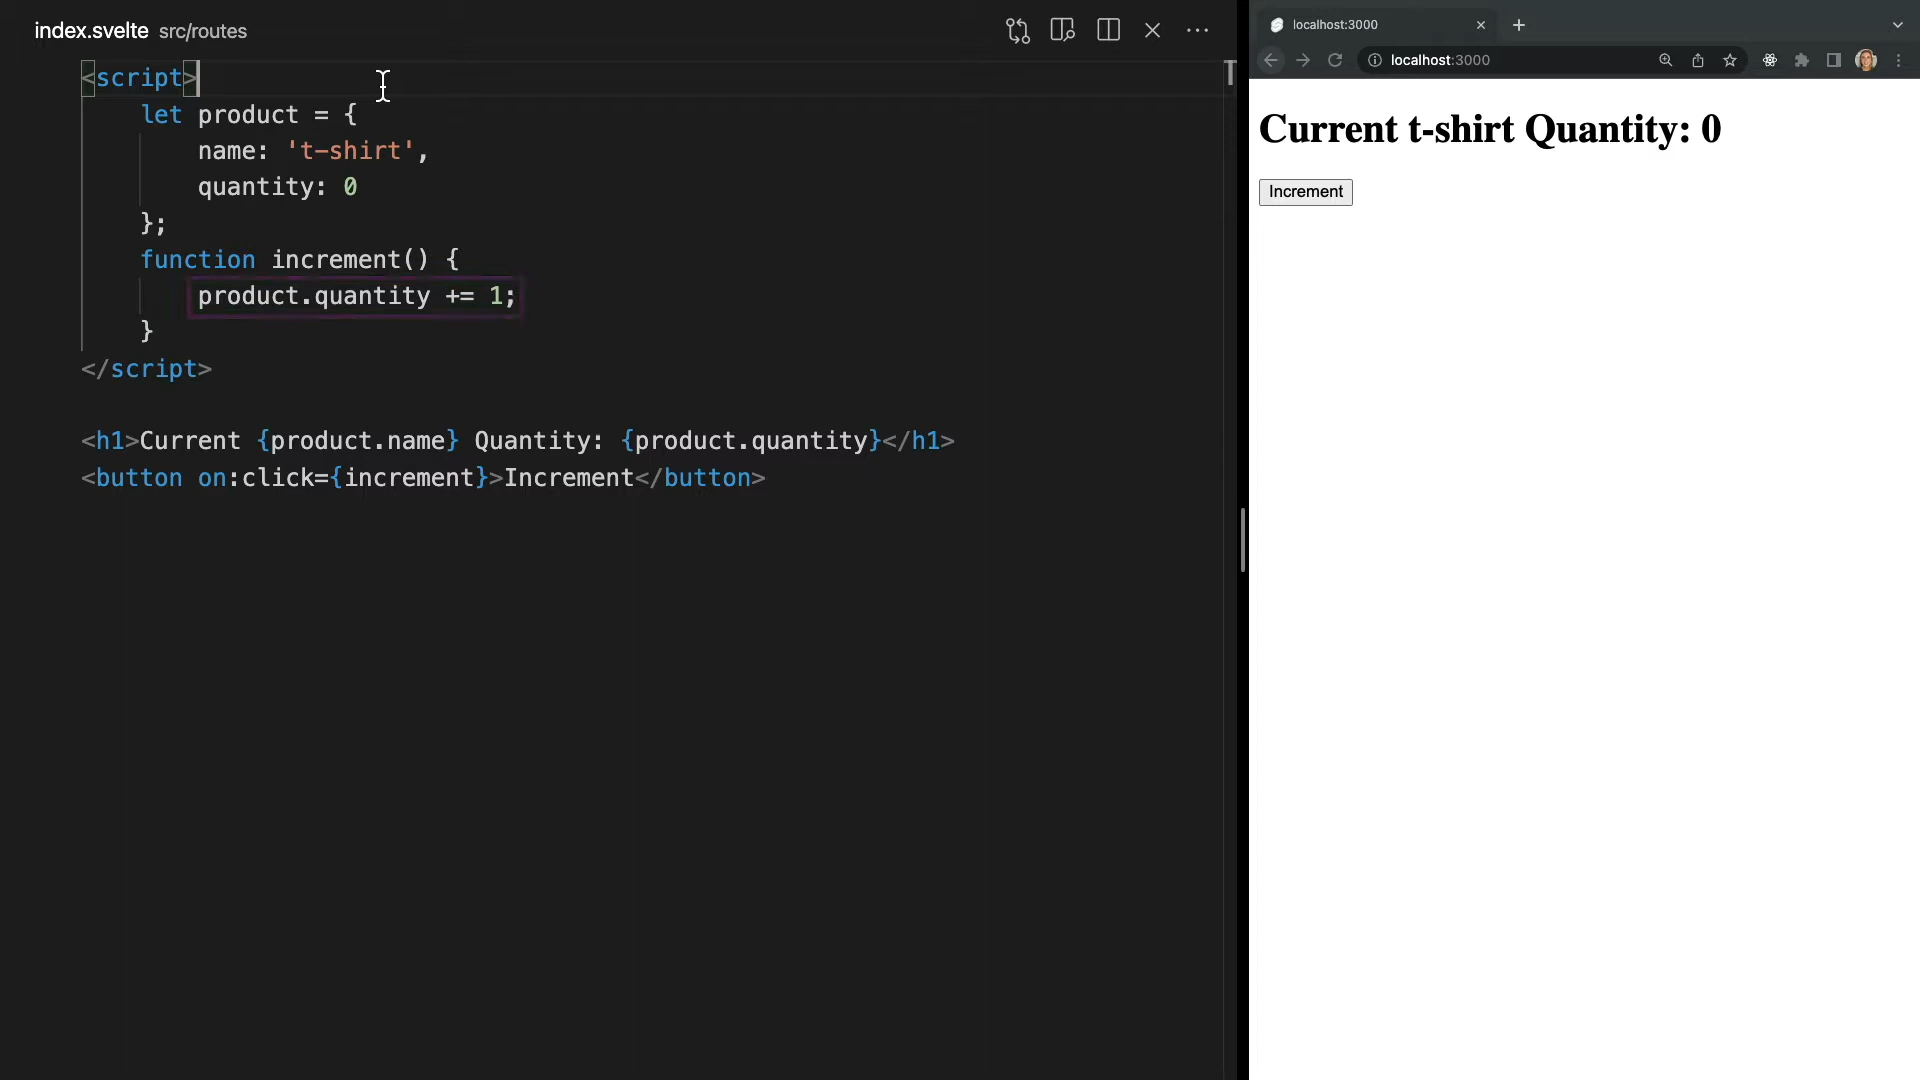 index.svelte src/routes
<script>
let product = {
name: 't-shirt',
quantity: 0
};
function increment() {
product.quantity += 1;
}
</script>
<h1>Current {product.name} Quantity: {product.quantity}</h1>
<button on:click={increment}>Increment</button>
localhost:3000
localhost:3000
Current t-shirt Quantity: 0
Increment